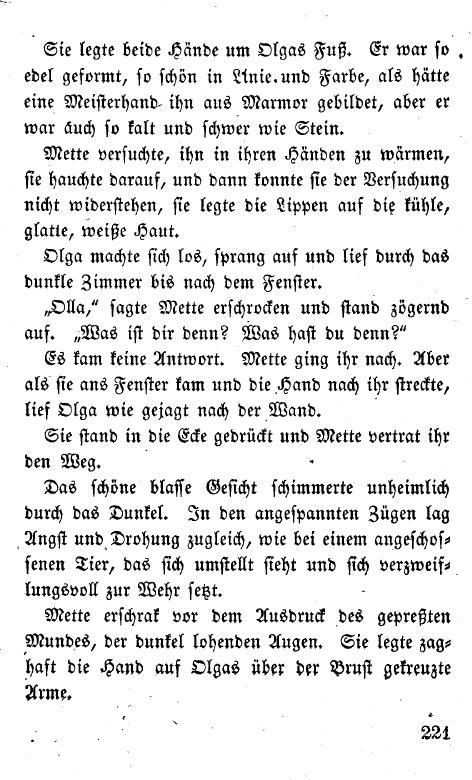 Sie legte beide Hände um Olgas Fuß. Er war so
edel geformt, so schön in Linie und Farbe, als hätte
eine Meisterhand ihn aus Marmor gebildet, aber er
war auch so kalt und schwer wie Stein.
Mette versuchte, ihn in ihren Händen zu wärmen,
sie hauchte darauf, und dann konnte sie der Versuchung
nicht widerstehen, sie legte die Lippen auf die kühle,
glatte, weiße Haut.
Olga machte sich los, sprang auf und lief durch das
dunkle Zimmer bis nach dem Fenster.
„Olla,“ sagte Mette erschrocken und stand zögernd
auf. „Was ist dir denn? Was hast du denn?“
Es kam keine Antwort. Mette ging ihr nach. Aber
als sie ans Fenster kam und die Hand nach ihr streckte,
lief Olga wie gejagt nach der Wand.
Sie stand in die Ecke gedrückt und Mette vertrat ihr
den Weg.
Das schöne blasse Gesicht schimmerte unheimlich
durch das Dunkel. In den angespannten Zügen lag
Angst und Drohung zugleich, wie bei einem angeschos-
senen Tier, das sich umstellt sieht und sich verzweif-
lungsvoll zur Wehr setzt.
Mette erschrak vor dem Ausdruck des gepreßten
Mundes, der dunkel lohenden Augen. Sie legte zag-
haft die Hand auf Olgas über der Brust gekreuzte
Arme.
221